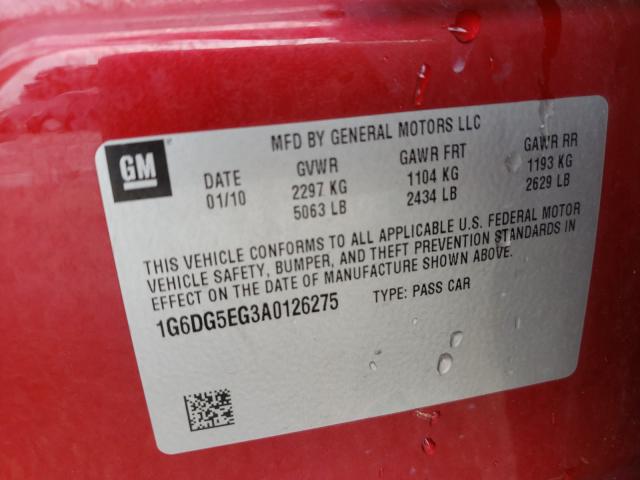 GM
MFD BY GENERAL MOTORS LLC
DATE GVWR GAWR FRT GAWR RR
01/10 2297 KG 1104 KG 1193 KG
5063 LB 2434 LB 2629 LB
THIS VEHICLE CONFORMS TO ALL APPLICABLE U.S. FEDERAL MOTOR
VEHICLE SAFETY, BUMPER, AND THEFT PREVENTION STANDARDS IN
EFFECT ON THE DATE OF MANUFACTURE SHOWN ABOVE.
1G6DG5EG3A0126275 TYPE: PASS CAR